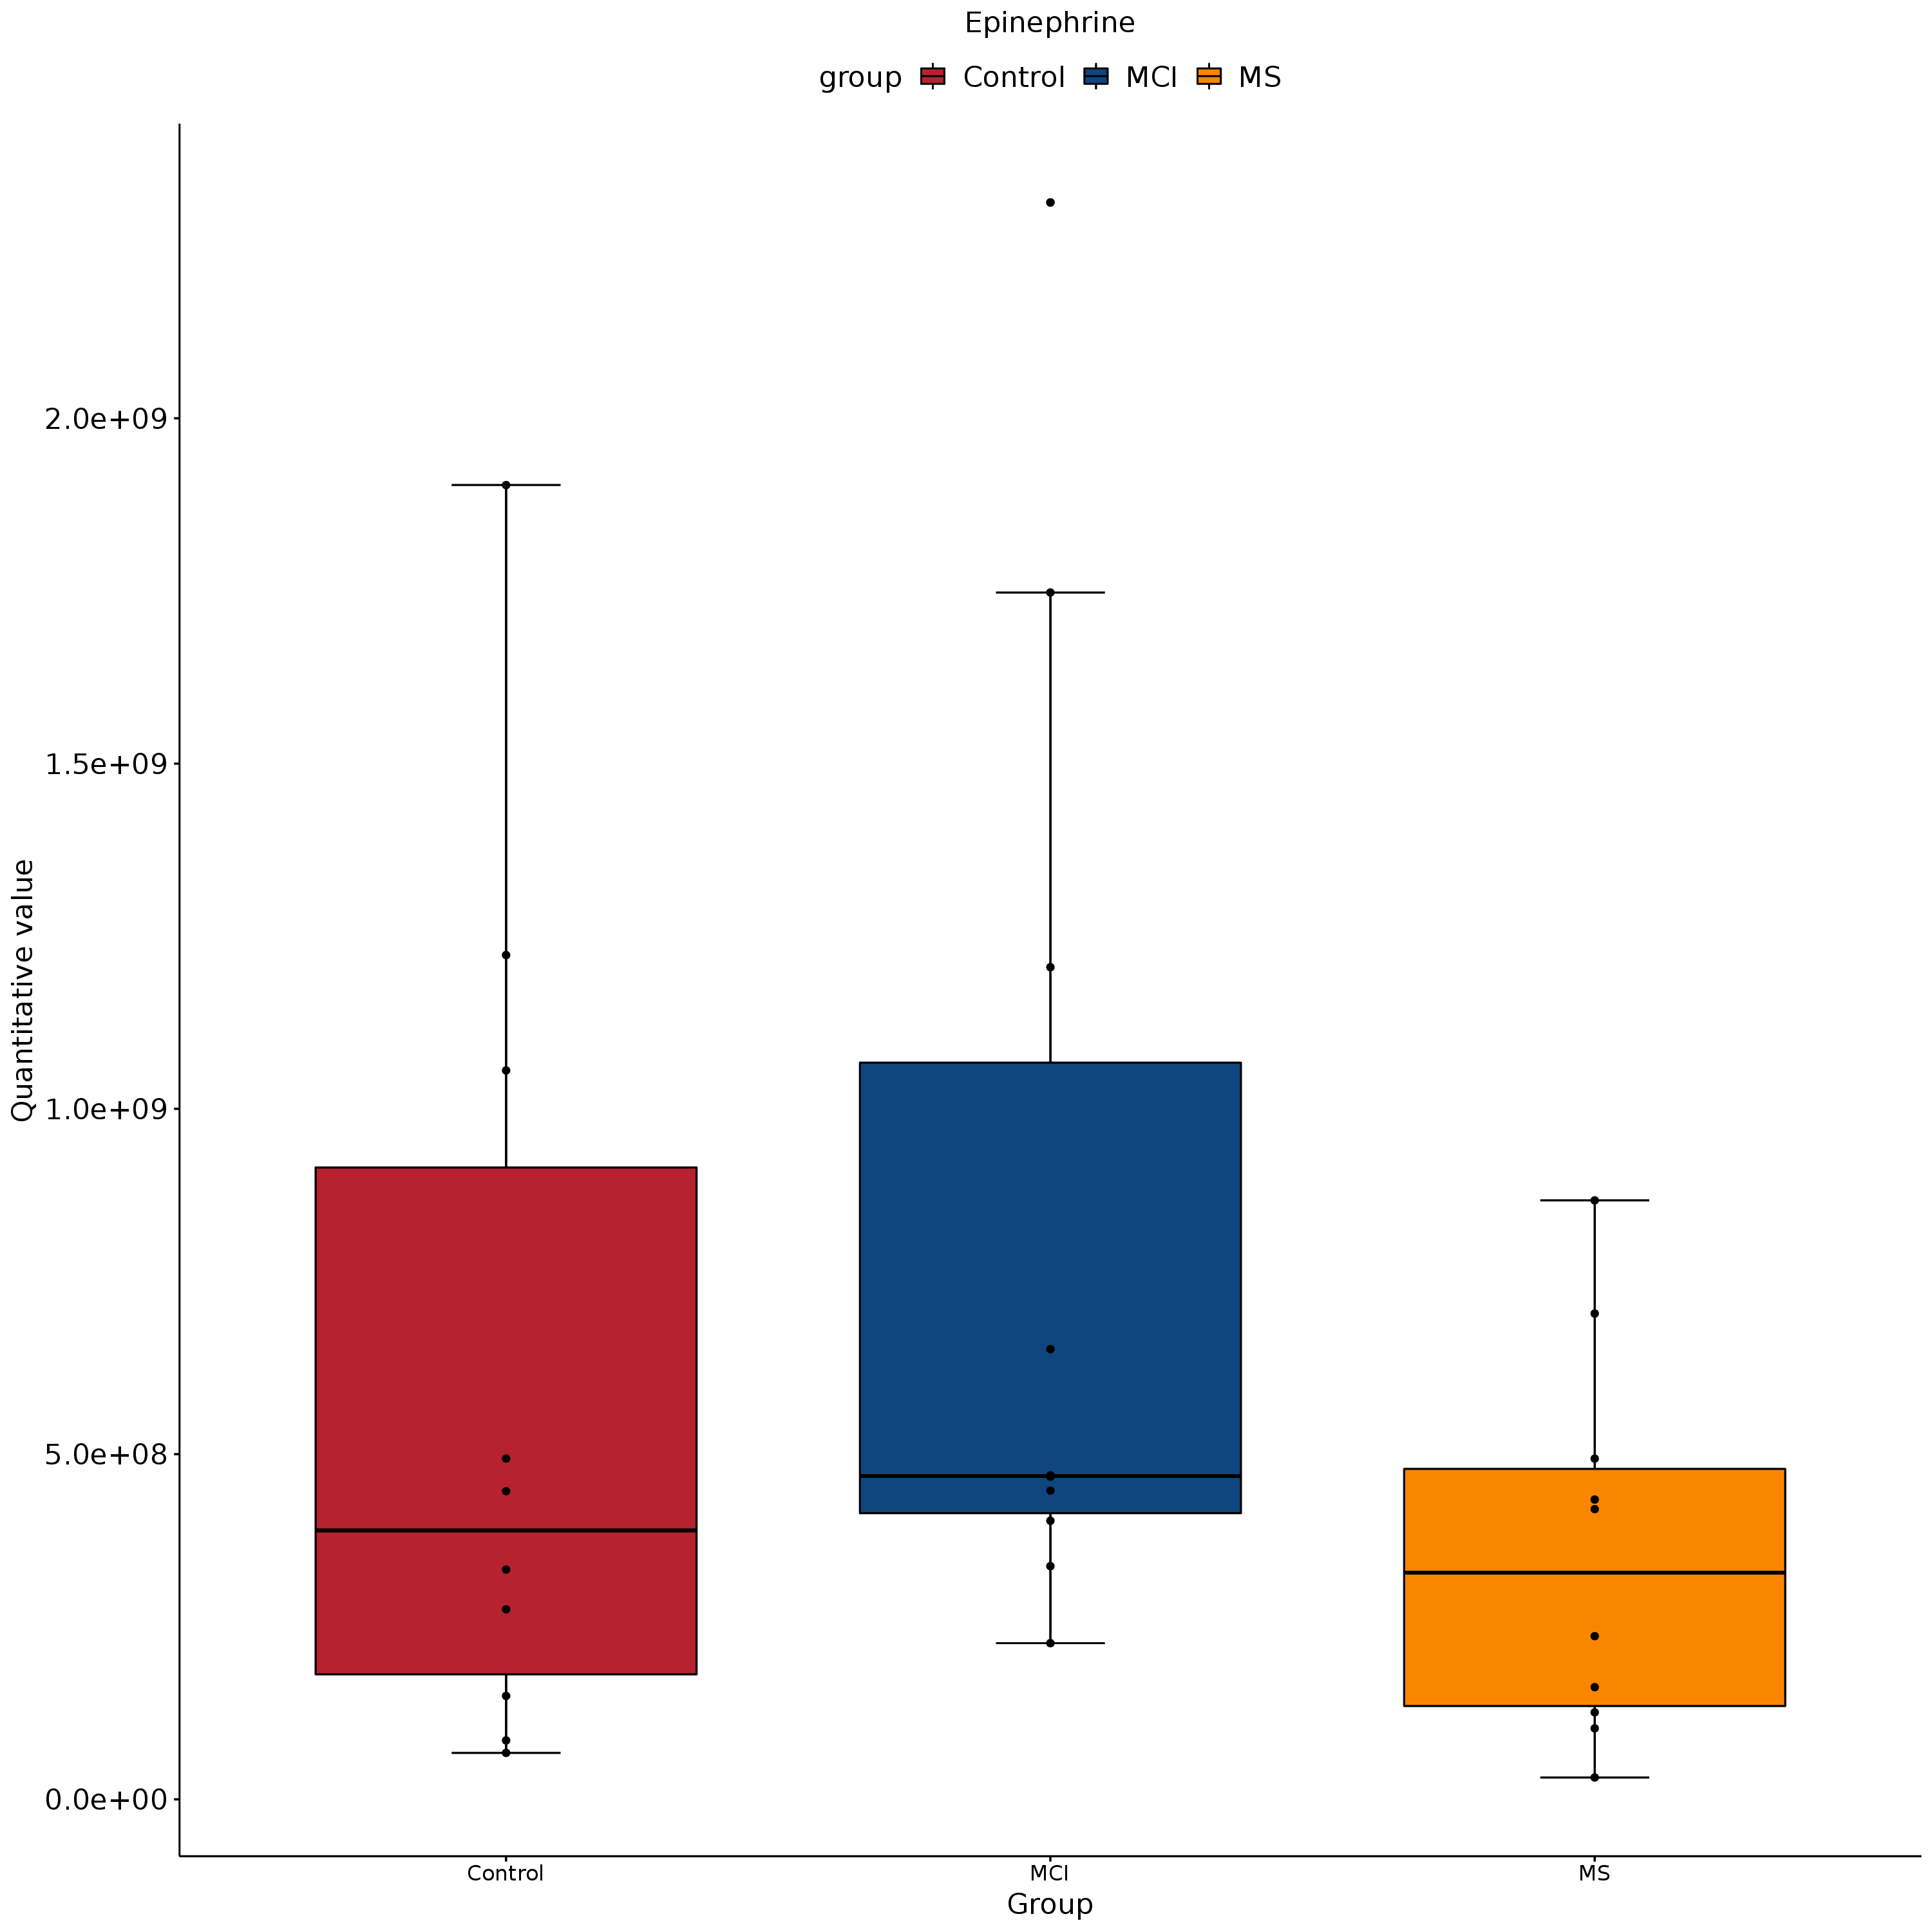 Epinephrine
group Control MCI MS
Quantitative value
2.0e+09
1.5e+09
1.0e+09
5.0e+08
0.0e+00
Control MCI MS
Group